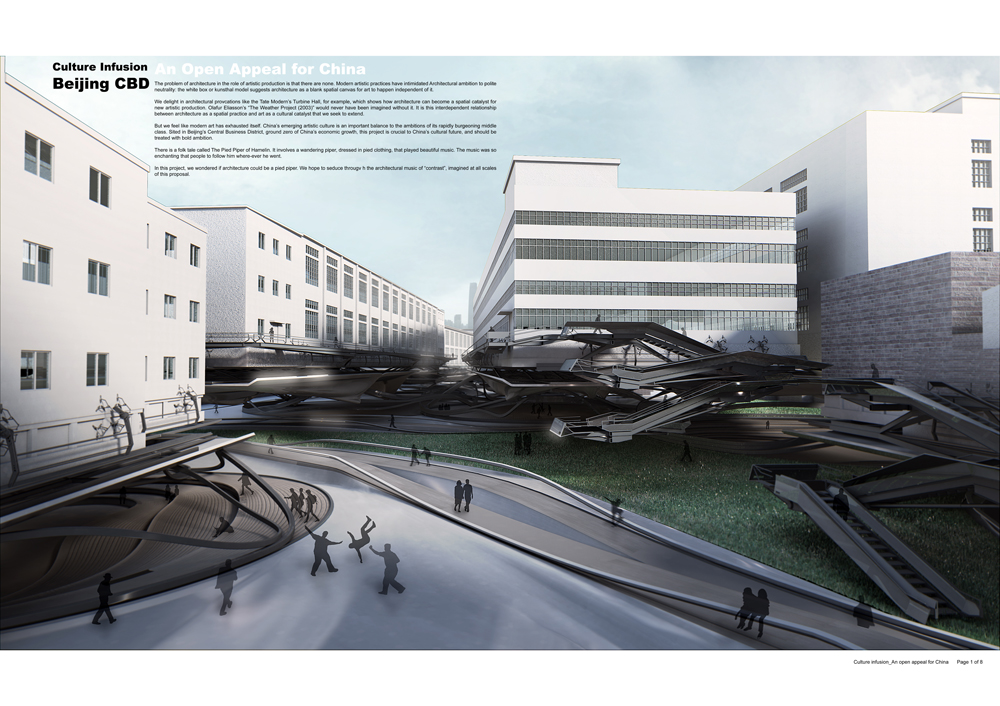 Culture Infusion
Beijing CBD
An Open Appeal for China
The problem of architecture in the role of artistic production is that there are none. Modern artistic practices have intimidated Architectural ambition to polite
neutrality: the white box or kunsthal model suggests architecture as a blank spatial canvas for art to happen independent of it.
We delight in architectural provcations like the Tate Modern's Turbine Hall, for example, which shows how architecture can become a spatial catalyst for
new artistic production. Olafur Eliasson's "The Weather Project (2003)" would never have been imagined without it. It is this interdependent relationship
between architecture as a spatial practice and art as a cultural catalyst that we seek to extend.
But we feel like modern art has exhausted itself. China's emerging artistic culture is an important balance to the ambitions of its rapidly burgeoning middle
class. Sited in Beijing's Central Business District, ground zero of China's economic growth, this project is crucial to China's cultural future, and should be
treated with bold ambition.
There is a folk tale called The Pied Piper of Hamelin. It involves a wandering piper, dressed in pied clothing, that played beautiful music. The music was so
enchanting that people to follow him where-ever he went.
In this project, we wondered if architecture could be a pied piper. We hope to seduce througv h the architectural music of "contrast", imagined at all scales
of this proposal.
Culture infusion_An open appeal for China Page 1 of 8